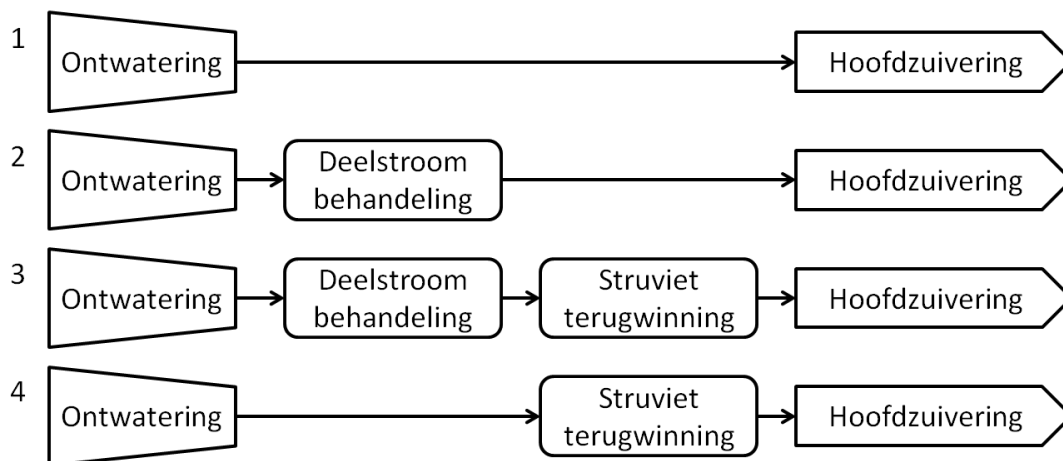 1
Ontwatering
Hoofdzuivering
2
Ontwatering
Deelstroom
behandeling
Hoofdzuivering
3
Ontwatering
Deelstroom
behandeling
Struviet
terugwinning
Hoofdzuivering
4
Ontwatering
Struviet
terugwinning
Hoofdzuivering